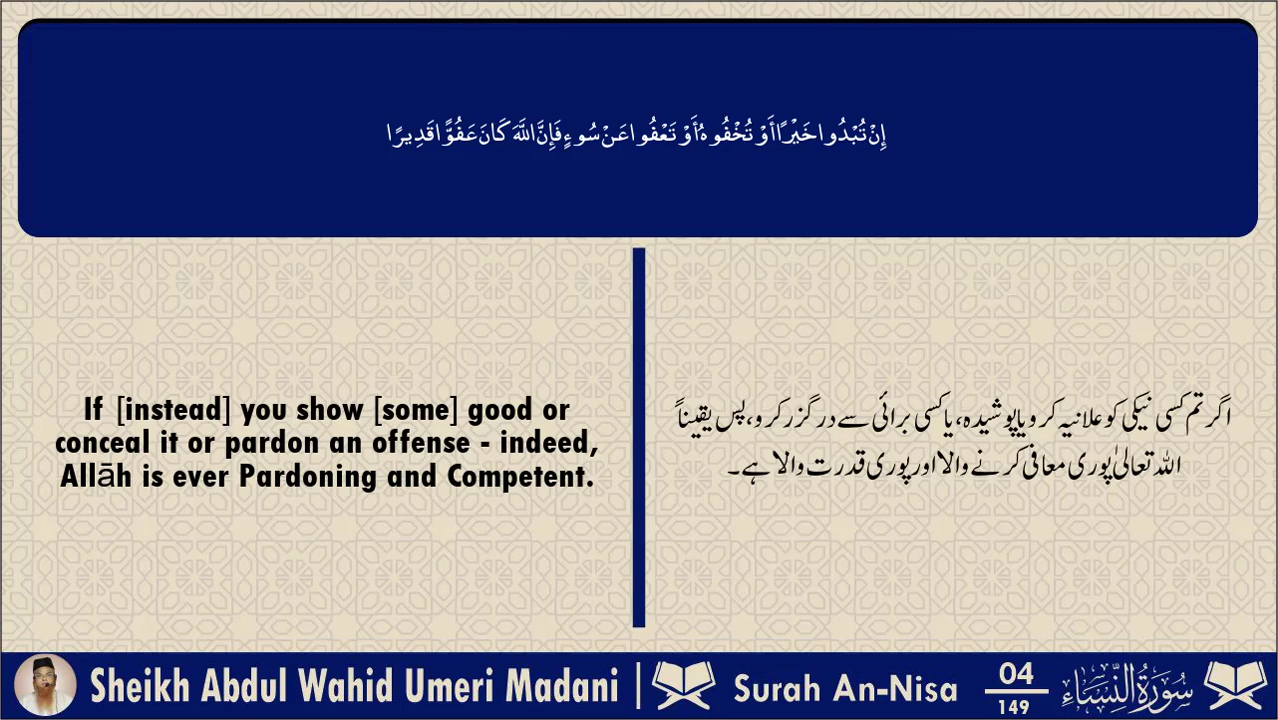 إِنْ تُبْدُوا خَيْرًا أَوْ تُخْفُوهُ أَوْ تَعْفُوا عَنْ سُوءٍ فَإِنَّ اللَّهَ كَانَ عَفُوًّا قَدِيرًا
If [instead] you show [some] good or
conceal it or pardon an offense - indeed,
Allāh is ever Pardoning and Competent.
اگر تم کسی نیکی کو علانیہ کرو یا پوشیده، یا کسی برائی سے درگزر کرو، پس یقیناً
اللہ تعالیٰ پوری معافی کرنے والا اور پوری قدرت والا ہے۔
Sheikh Abdul Wahid Umeri Madani |
Surah An-Nisa
04
149
سُورَةُ النِّسَاء